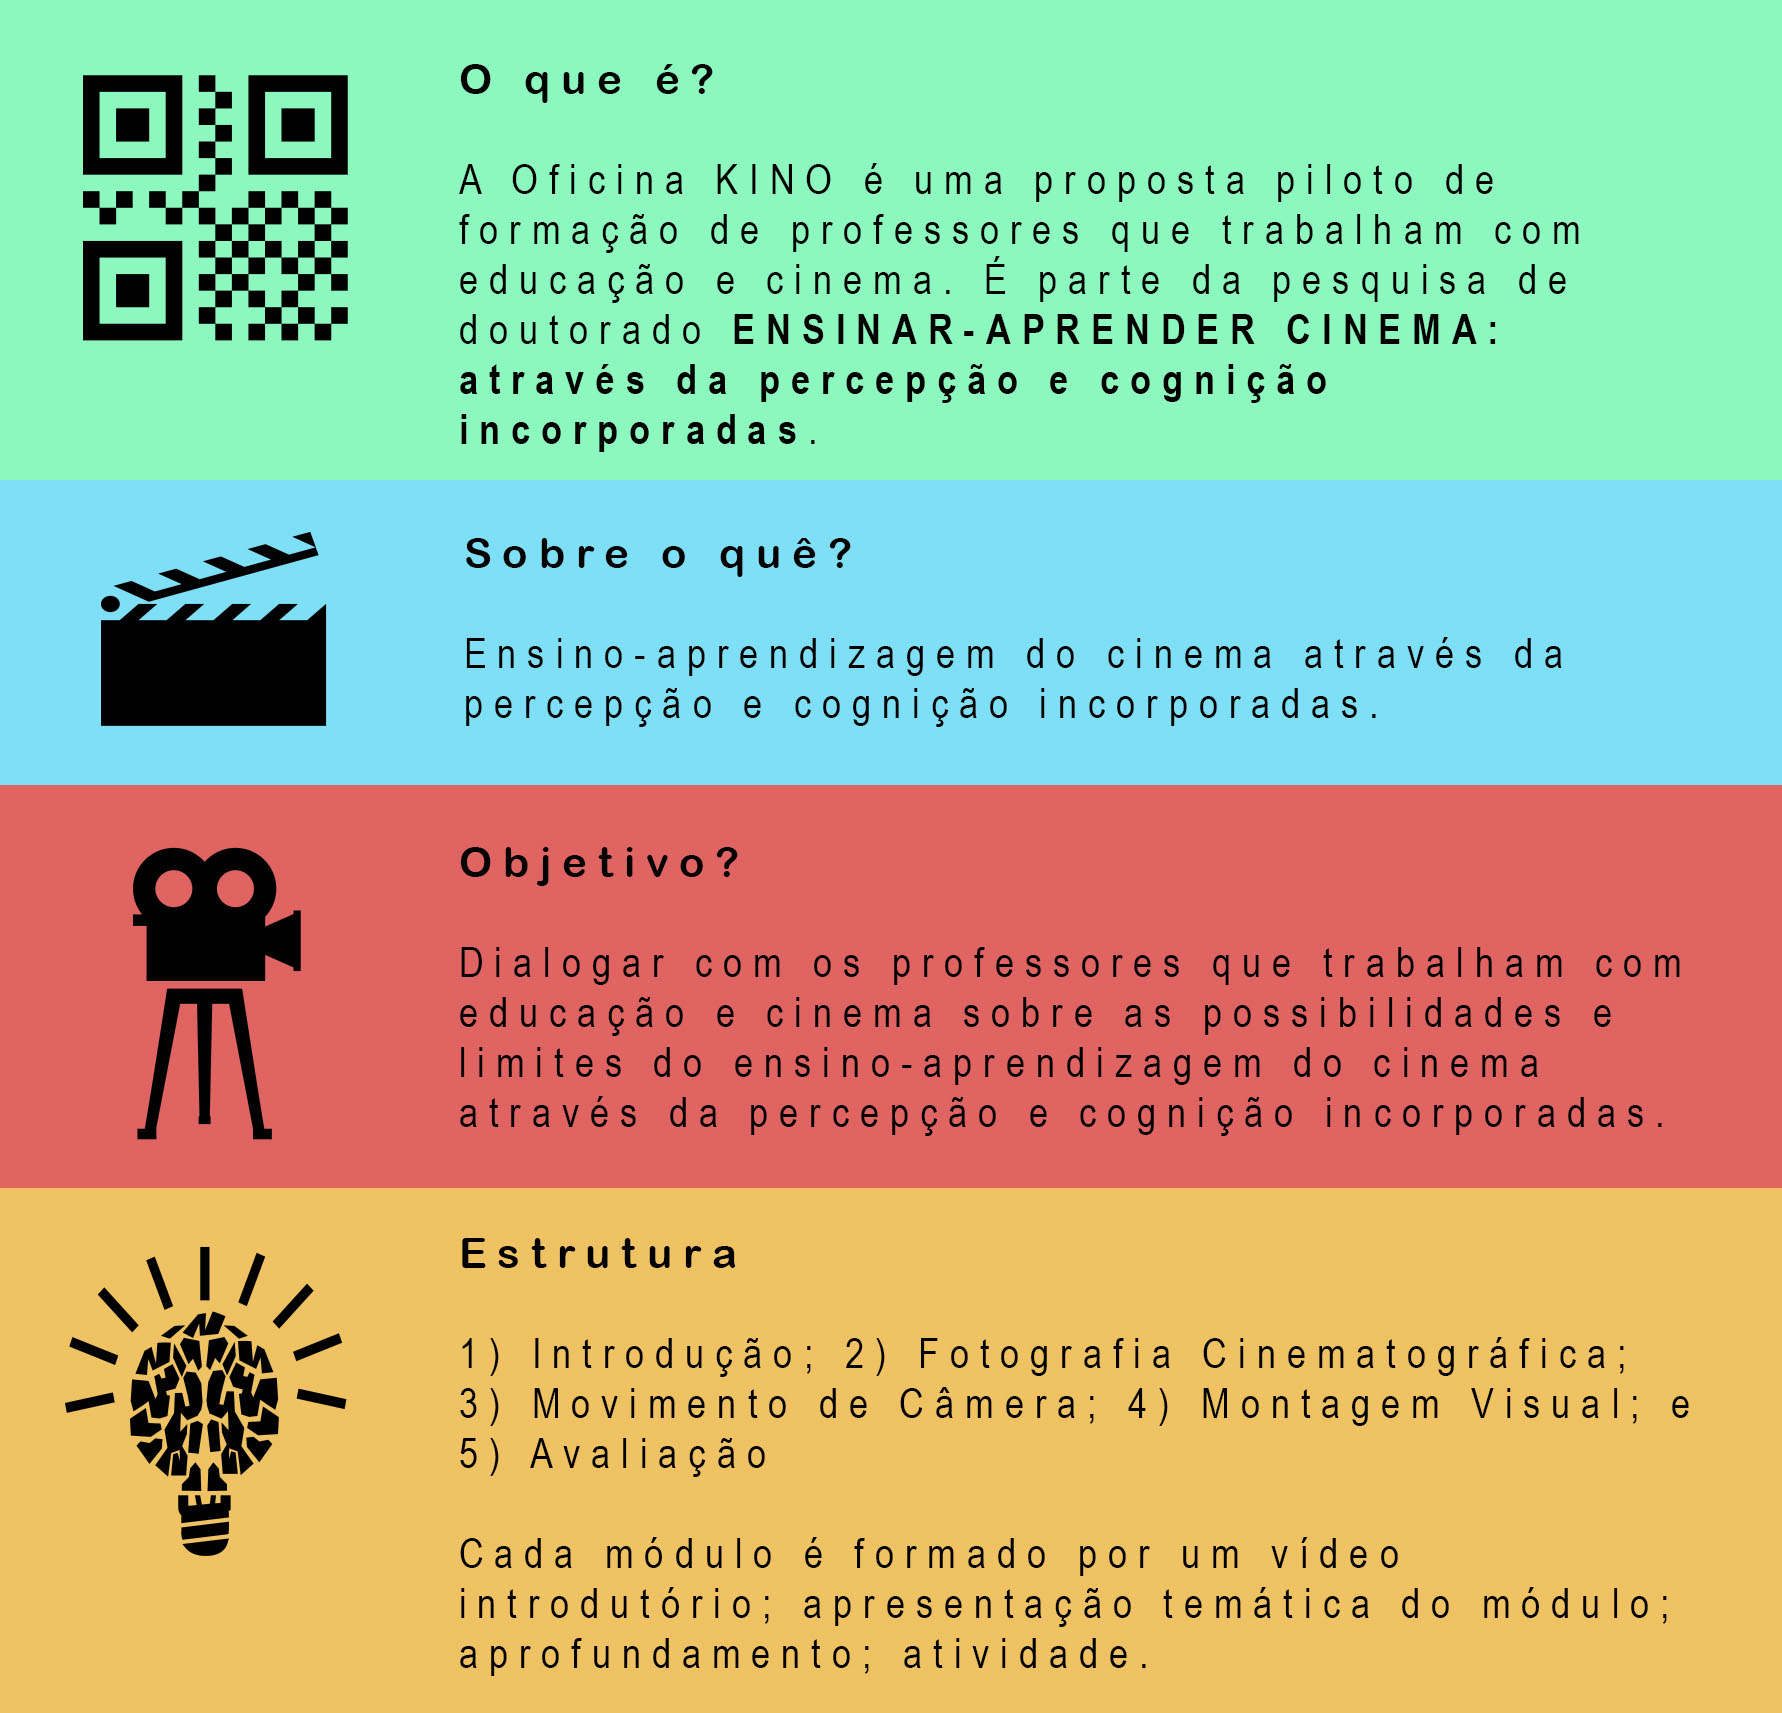 O que é?
A Oficina KINO é uma proposta piloto de
formação de professores que trabalham com
educação e cinema. É parte da pesquisa de
doutorado ENSINAR-APRENDER CINEMA:
através da percepção e cognição
incorporadas.
Sobre o quê?
Ensino-aprendizagem do cinema através da
percepção e cognição incorporadas.
Objetivo?
Dialogar com os professores que trabalham com
educação e cinema sobre as possibilidades e
limites do ensino-aprendizagem do cinema
através da percepção e cognição incorporadas.
Estrutura
1) Introdução; 2) Fotografia Cinematográfica;
3) Movimento de Câmera; 4) Montagem Visual; e
5) Avaliação
Cada módulo é formado por um vídeo
introdutório; apresentação temática do módulo;
aprofundamento; atividade.